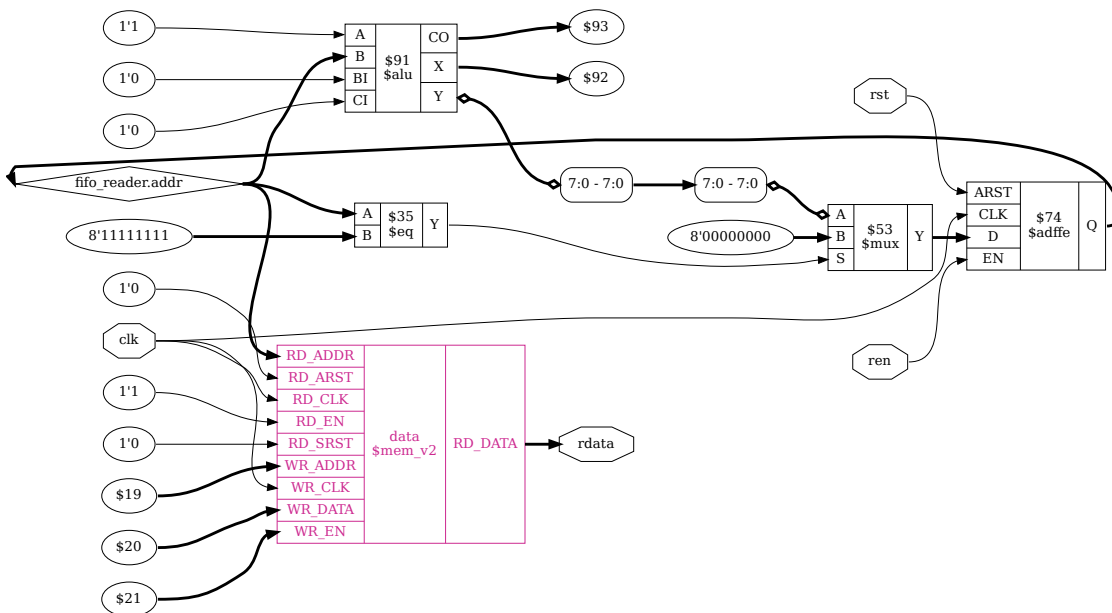 1'1
1'0
1'0
A
B
BI
CI
$91
$alu
CO
X
Y
$93
$92
rst
fifo_reader.addr
8'11111111
A
B
$35
$eq
Y
7:0 - 7:0
7:0 - 7:0
8'00000000
A
B
S
$53
$mux
Y
ARST
CLK
D
EN
$74
$adffe
Q
ren
1'0
clk
1'1
1'0
$19
$20
$21
RD_ADDR
RD_ARST
RD_CLK
RD_EN
RD_SRST
WR_ADDR
WR_CLK
WR_DATA
WR_EN
data
$mem_v2
RD_DATA
rdata